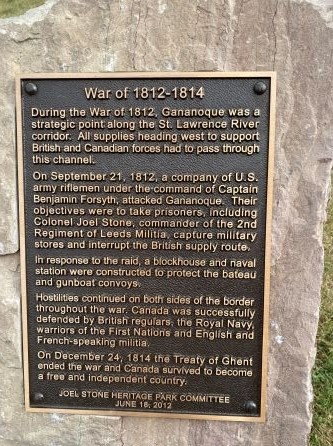 War of 1812-1814
During the War of 1812, Gananoque was a
strategic point along the St. Lawrence River
corridor. All supplies heading west to support
British and Canadian forces had to pass through
this channel.
On September 21, 1812, a company of U.S.
army riflemen under the command of Captain
Benjamin Forsyth, attacked Gananoque. Their
objectives were to take prisoners, including
Colonel Joel Stone, commander of the 2nd
Regiment of Leeds Militia, capture military
stores and interrupt the British supply route.
In response to the raid, a blockhouse and naval
station were constructed to protect the bateau
and gunboat convoys.
Hostilities continued on both sides of the border
throughout the war. Canada was successfully
defended by British regulars, the Royal Navy,
warriors of the First Nations and English and
French-speaking militia.
On December 24, 1814 the Treaty of Ghent
ended the war and Canada survived to become
a free and independent country.
JOEL STONE HERITAGE PARK COMMITTEE
JUNE 16, 2012